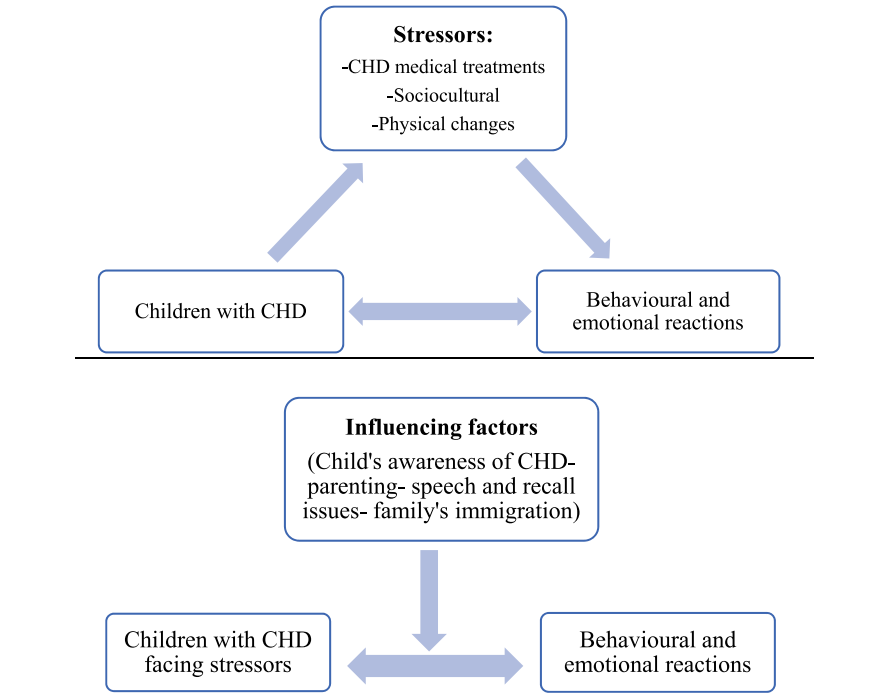 Stressors:
-CHD medical treatments
-Sociocultural
-Physical changes
Children with CHD
Behavioural and
emotional reactions
Influencing factors
(Child's awareness of CHD-
parenting- speech and recall
issues- family's immigration)
Children with CHD
facing stressors
Behavioural and
emotional reactions